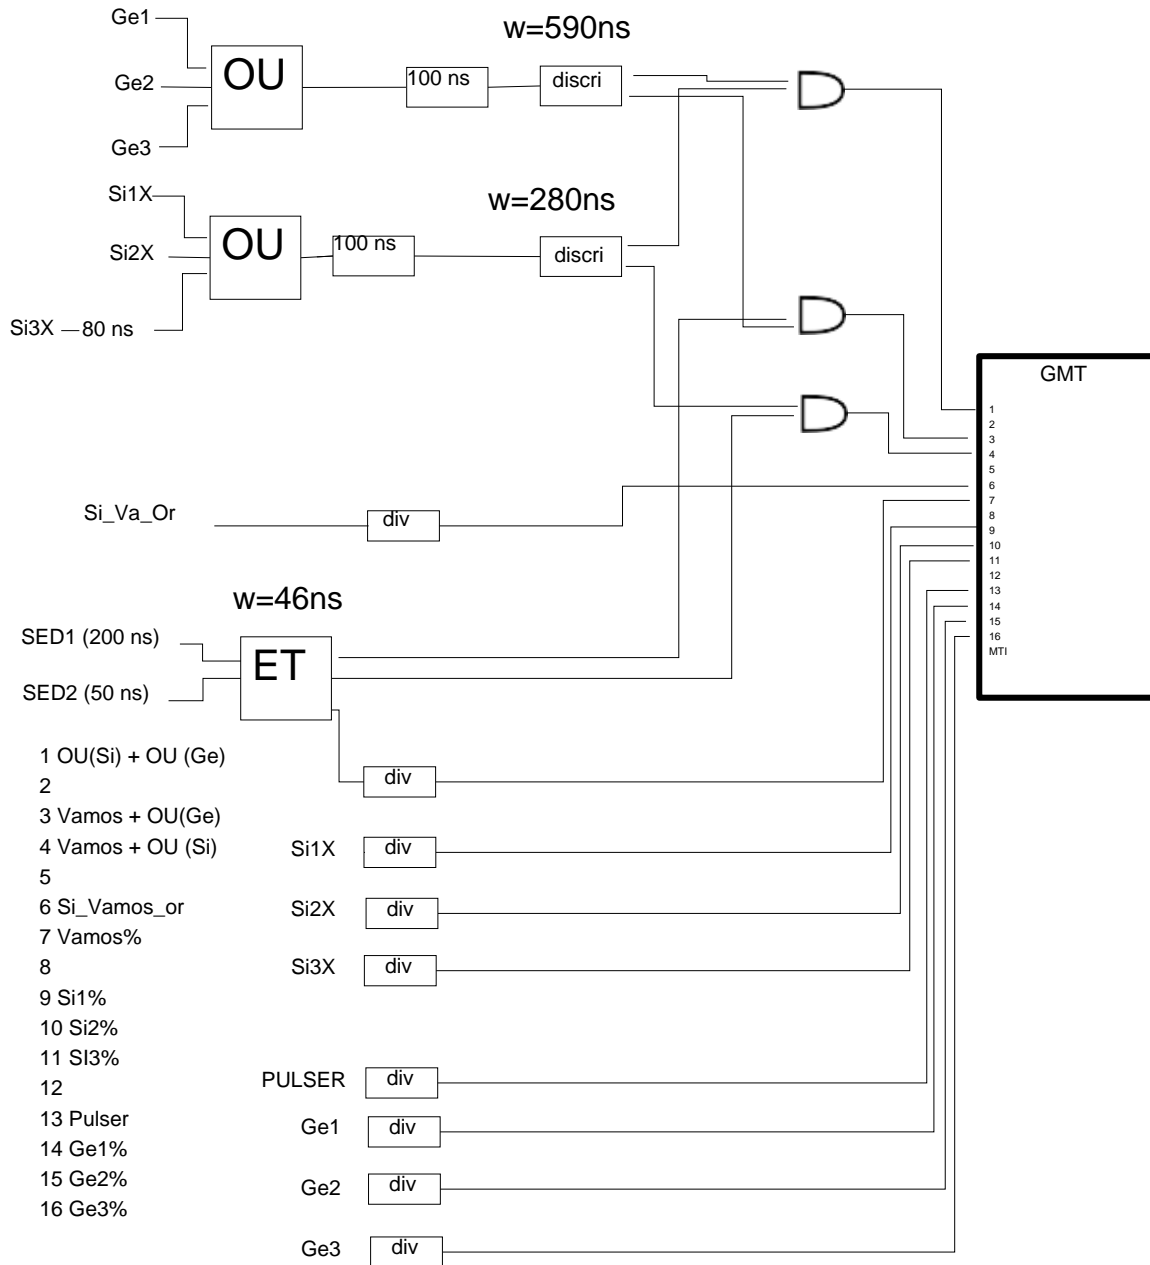 Ge1
w=590ns
OU
100 ns
discri
Ge2
Ge3
Si1X
w=280ns
OU
100 ns
discri
Si2X
Si3X
80 ns
GMT
1
2
3
4
5
6
7
8
9
10
11
12
13
14
15
16
MTI
Si_Va_Or
div
w=46ns
SED1 (200 ns)
ET
SED2 (50 ns)
1 OU(Si) + OU (Ge)
2
3 Vamos + OU(Ge)
4 Vamos + OU (Si)
5
6 Si_Vamos_or
7 Vamos%
8
9 Si1%
10 Si2%
11 SI3%
12
13 Pulser
14 Ge1%
15 Ge2%
16 Ge3%
div
Si1X
div
Si2X
div
Si3X
div
PULSER
div
Ge1
div
Ge2
div
Ge3
div